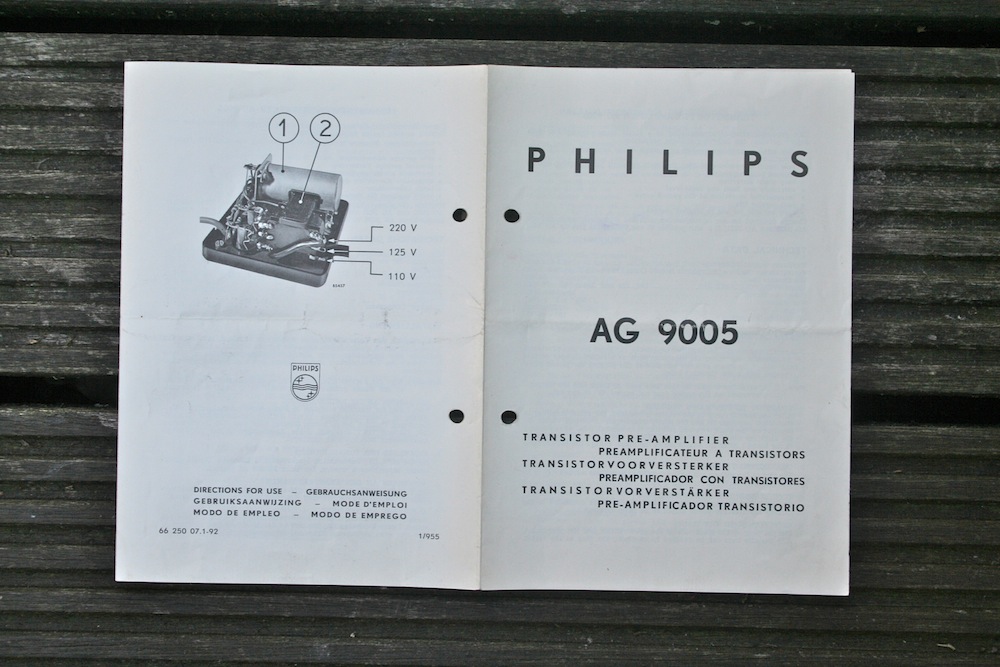 1 2
220 V
125 V
110 V
PHILIPS
DIRECTIONS FOR USE – GEBRAUCHSANWEISUNG
GEBRUIKSAANWIJZING – MODE D'EMPLOI
MODO DE EMPLEO – MODO DE EMPREGO
66 250 07.1-92 1/955
PHILIPS
AG 9005
TRANSISTOR PRE-AMPLIFIER
PREAMPLIFICATEUR A TRANSISTORS
TRANSISTORVOORVERSTERKER
PREAMPLIFICADOR CON TRANSISTORES
TRANSISTORVORVERSTÄRKER
PRE-AMPLIFICADOR TRANSISTORIO